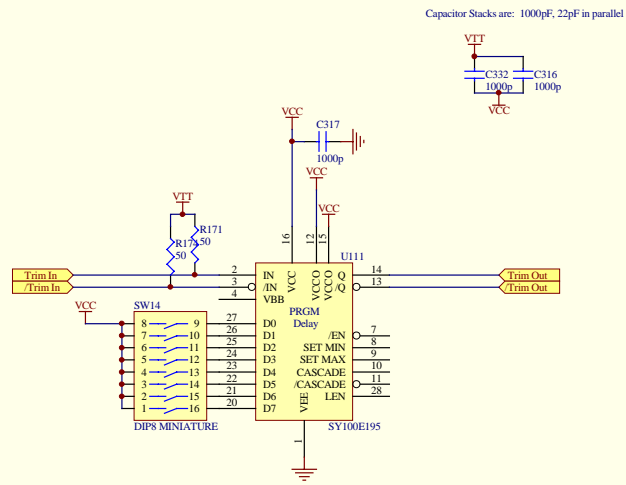 Capacitor Stacks are: 1000pF, 22pF in parallel
VTT
C332
1000p
C316
1000p
VCC
VCC
C317
1000p
VCC
VCC
VTT
R171
50
R174
50
16
12
15
U111
Trim In
/Trim In
2
3
4
IN
/IN
VBB
VCC
VCCO
VCCO
Q
/Q
14
13
Trim Out
/Trim Out
PRGM
Delay
VCC
SW14
8 9
7 10
6 11
5 12
4 13
3 14
2 15
1 16
27 D0
26 D1
25 D2
24 D3
23 D4
22 D5
21 D6
20 D7
/EN 7
SET MIN 8
SET MAX 9
CASCADE 10
/CASCADE 11
LEN 28
VEE
DIP8 MINIATURE
SY100E195
1